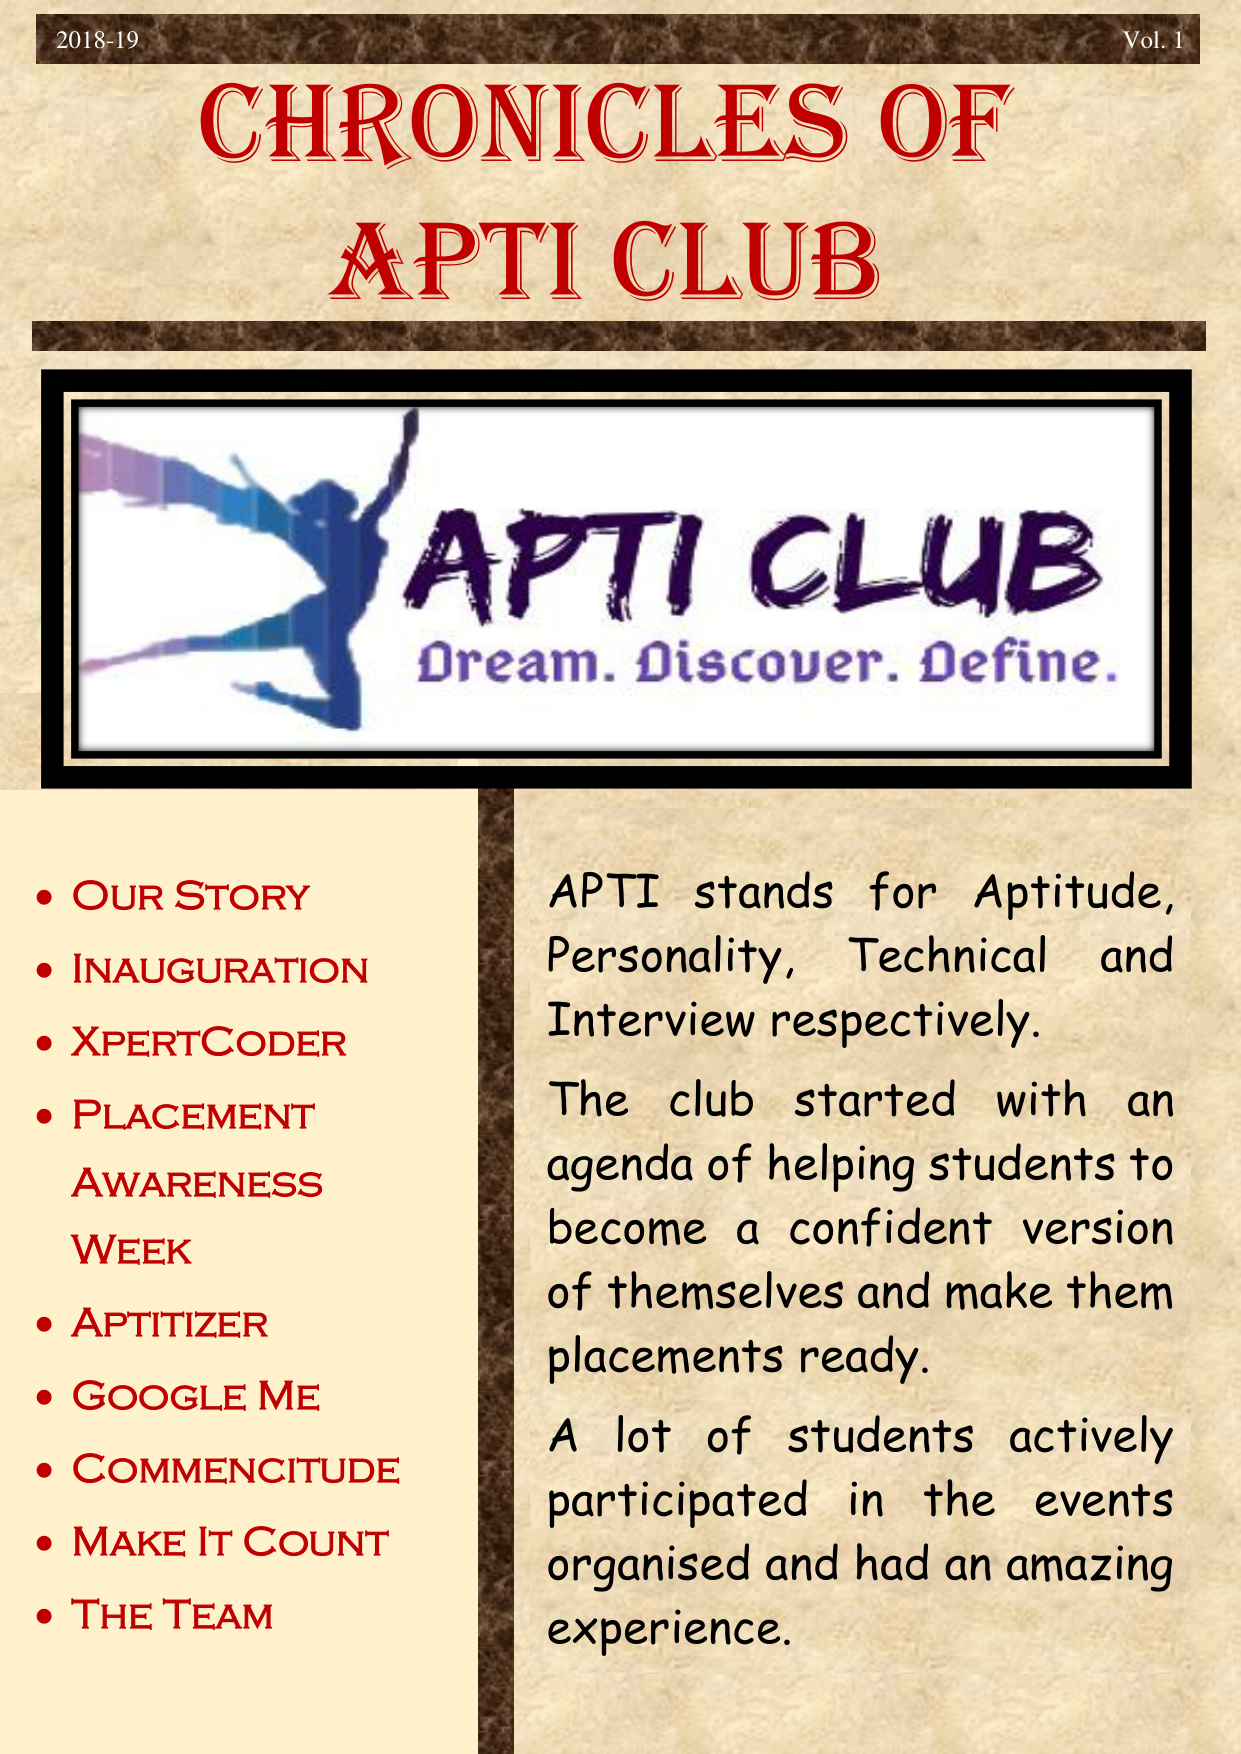 2018-19
Vol. 1
CHRONICLES OF
APTI CLUB
APTI CLUB
Dream. Discover. Define.
• OUR STORY
• INAUGURATION
• XPERTCODER
• PLACEMENT
AWARENESS
WEEK
• APTITIZER
• GOOGLE ME
• COMMENCITUDE
• MAKE IT COUNT
• THE TEAM
APTI stands for Aptitude,
Personality, Technical and
Interview respectively.
The club started with an
agenda of helping students to
become a confident version
of themselves and make them
placements ready.
A lot of students actively
participated in the events
organised and had an amazing
experience.